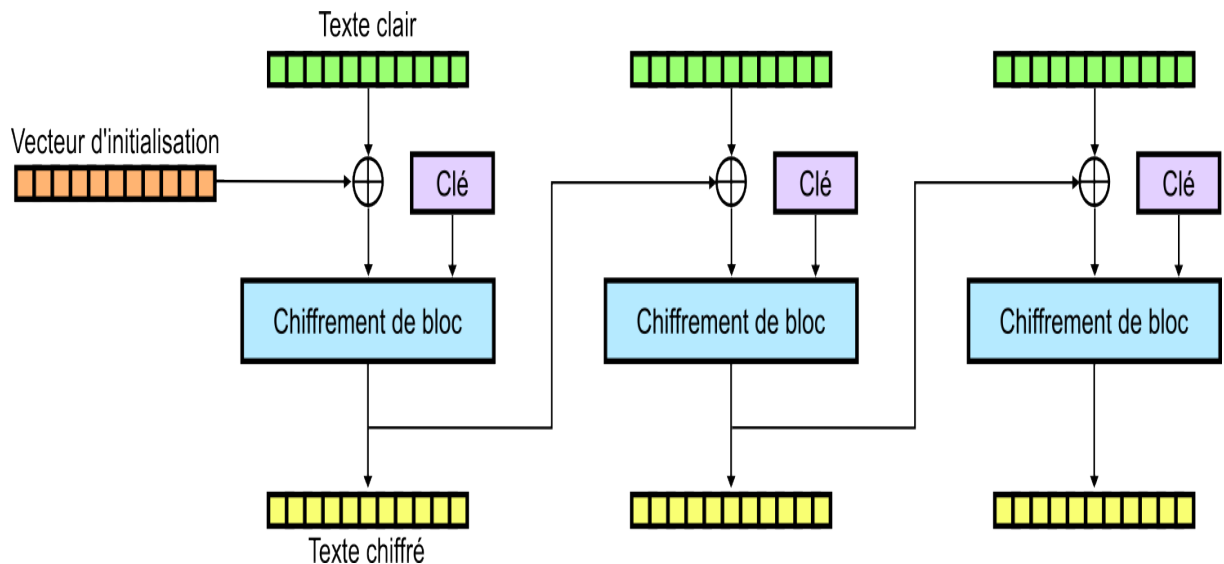 Texte clair
Vecteur d'initialisation
Clé
Clé
Clé
Chiffrement de bloc
Chiffrement de bloc
Chiffrement de bloc
Texte chiffré